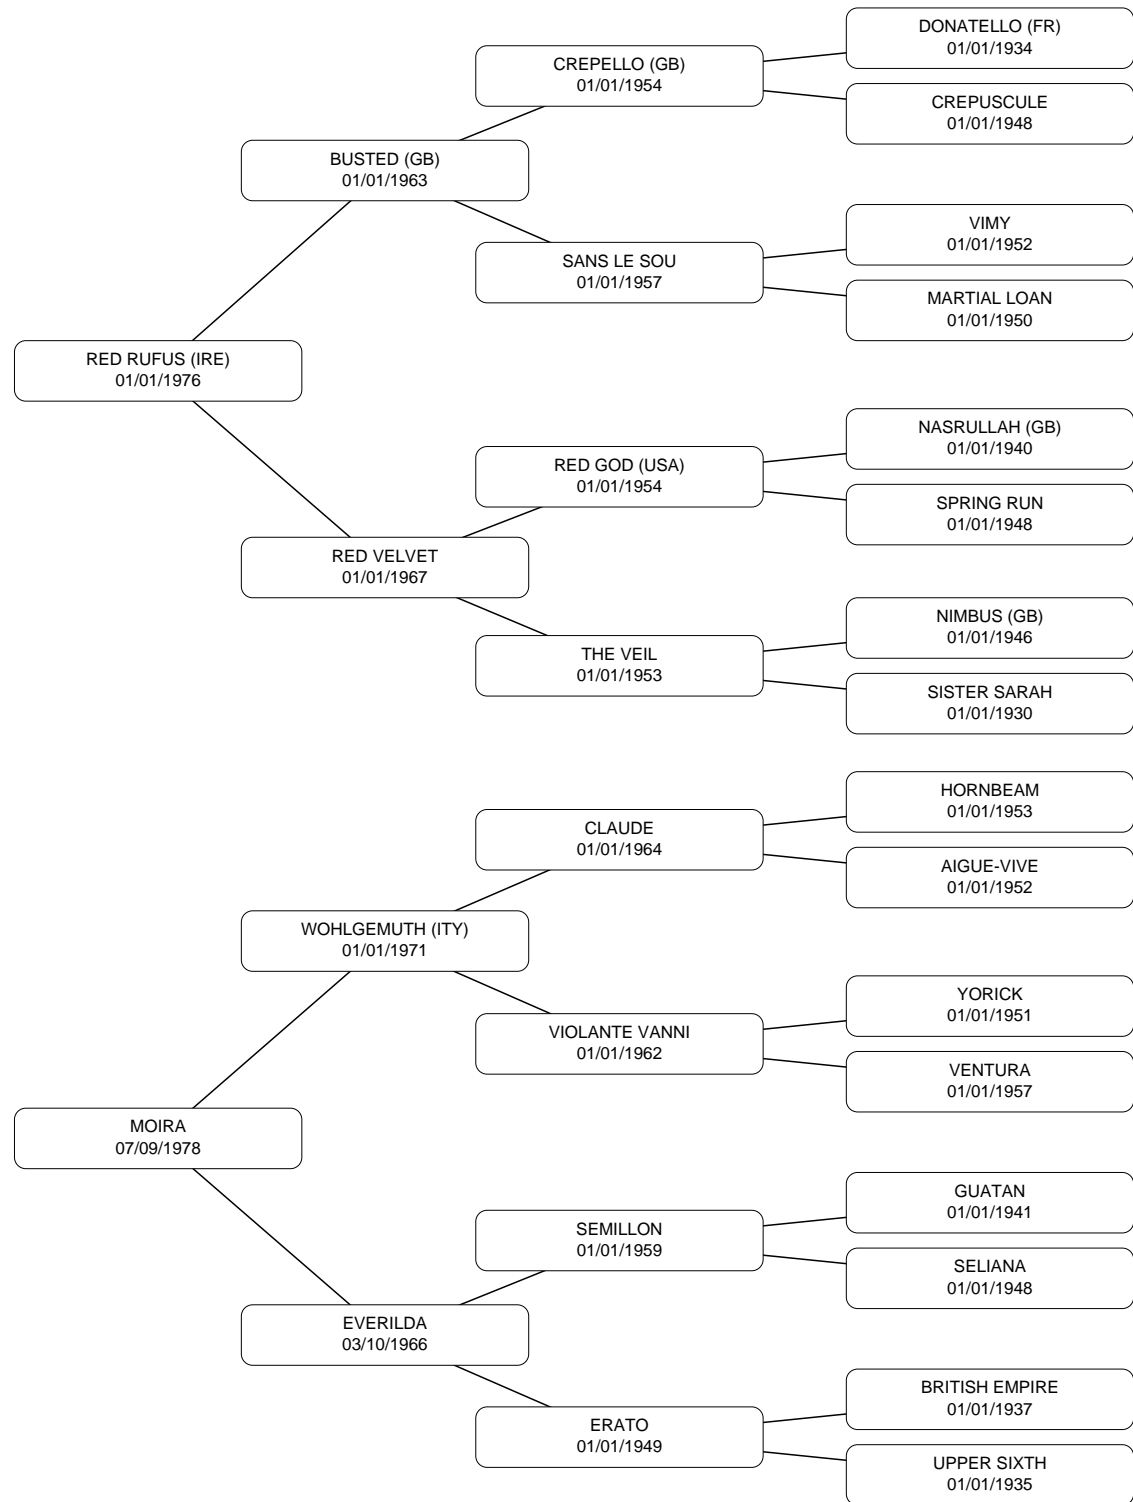 DONATELLO (FR)
01/01/1934
CREPELLO (GB)
01/01/1954
CREPUSCULE
01/01/1948
BUSTED (GB)
01/01/1963
VIMY
01/01/1952
SANS LE SOU
01/01/1957
MARTIAL LOAN
01/01/1950
RED RUFUS (IRE)
01/01/1976
NASRULLAH (GB)
01/01/1940
RED GOD (USA)
01/01/1954
SPRING RUN
01/01/1948
RED VELVET
01/01/1967
NIMBUS (GB)
01/01/1946
THE VEIL
01/01/1953
SISTER SARAH
01/01/1930
HORNBEAM
01/01/1953
CLAUDE
01/01/1964
AIGUE-VIVE
01/01/1952
WOHLGEMUTH (ITY)
01/01/1971
YORICK
01/01/1951
VIOLANTE VANNI
01/01/1962
VENTURA
01/01/1957
MOIRA
07/09/1978
GUATAN
01/01/1941
SEMILLON
01/01/1959
SELIANA
01/01/1948
EVERILDA
03/10/1966
BRITISH EMPIRE
01/01/1937
ERATO
01/01/1949
UPPER SIXTH
01/01/1935